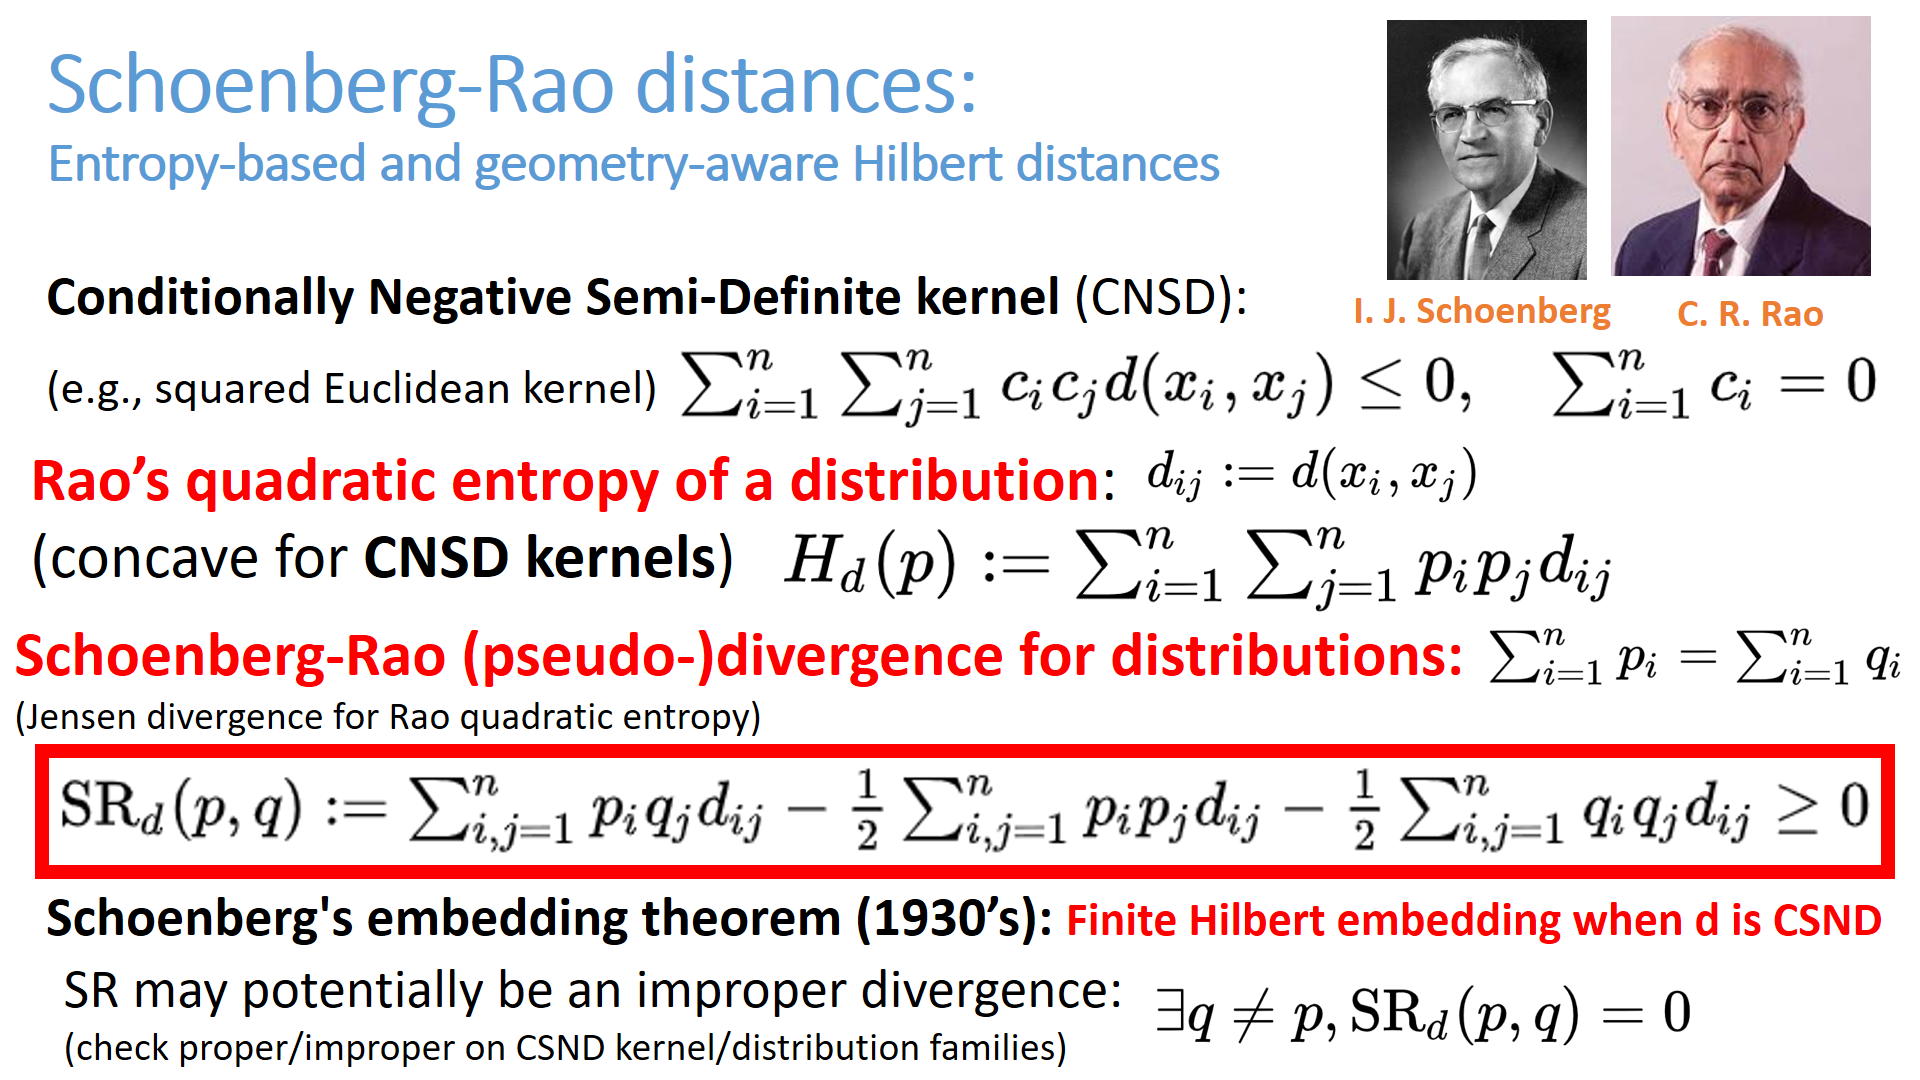 Schoenberg-Rao distances:
Entropy-based and geometry-aware Hilbert distances
I. J. Schoenberg
C. R. Rao
Conditionally Negative Semi-Definite kernel (CNSD):
(e.g., squared Euclidean kernel) $\sum_{i=1}^{n} \sum_{j=1}^{n} c_i c_j d(x_i, x_j) \leq 0, \quad \sum_{i=1}^{n} c_i = 0$
Rao’s quadratic entropy of a distribution: $d_{ij} := d(x_i, x_j)$
(concave for CNSD kernels) $H_d(p) := \sum_{i=1}^{n} \sum_{j=1}^{n} p_i p_j d_{ij}$
Schoenberg-Rao (pseudo-)divergence for distributions: $\sum_{i=1}^{n} p_i = \sum_{i=1}^{n} q_i$
(Jensen divergence for Rao quadratic entropy)
$\mathrm{SR}_d(p, q) := \sum_{i,j=1}^{n} p_i q_j d_{ij} - \frac{1}{2} \sum_{i,j=1}^{n} p_i p_j d_{ij} - \frac{1}{2} \sum_{i,j=1}^{n} q_i q_j d_{ij} \geq 0$
Schoenberg's embedding theorem (1930’s): Finite Hilbert embedding when d is CSND
SR may potentially be an improper divergence: $\exists q \neq p, \mathrm{SR}_d(p, q) = 0$
(check proper/improper on CSND kernel/distribution families)